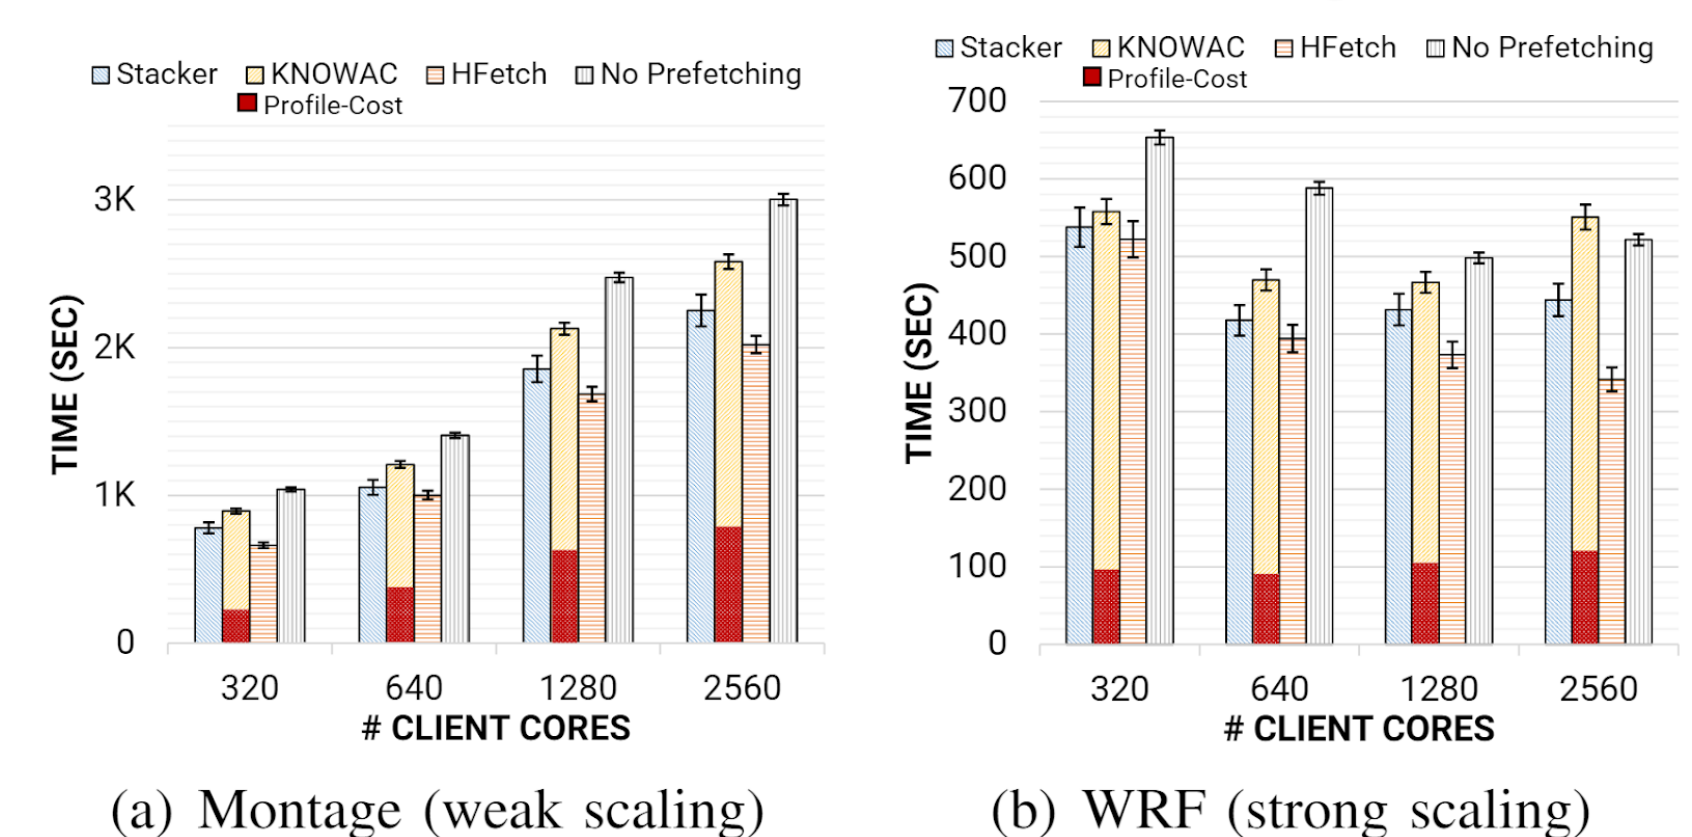 Stacker KNOWAC HFetch No Prefetching
Profile-Cost
3K
2K
1K
0
TIME (SEC)
320 640 1280 2560
# CLIENT CORES
(a) Montage (weak scaling)
Stacker KNOWAC HFetch No Prefetching
Profile-Cost
700
600
500
400
300
200
100
0
TIME (SEC)
320 640 1280 2560
# CLIENT CORES
(b) WRF (strong scaling)